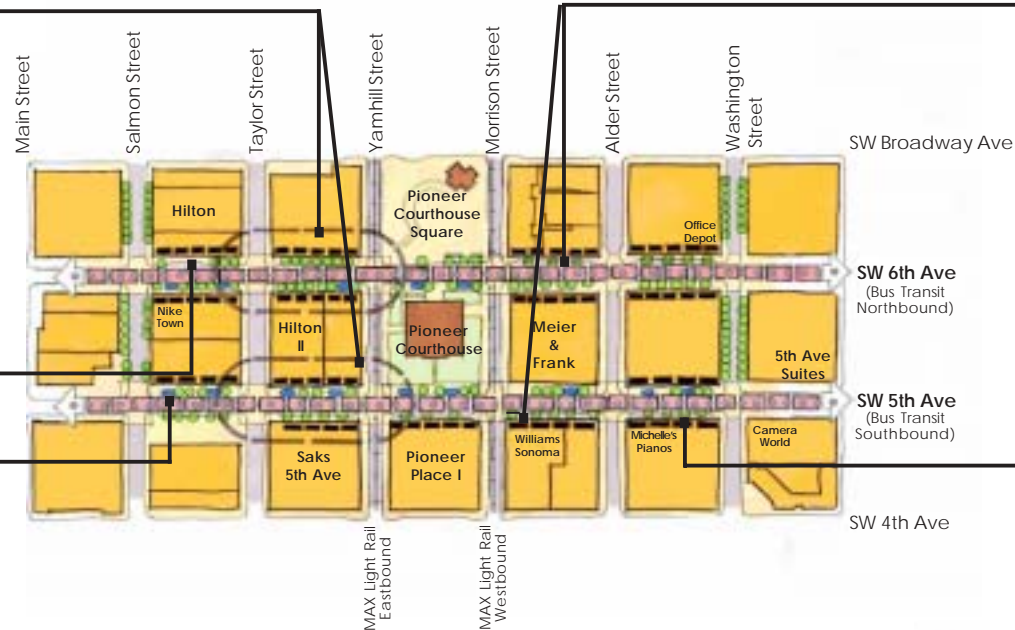 Main Street
Salmon Street
Taylor Street
Yamhill Street
Morrison Street
Alder Street
Washington
Street
SW Broadway Ave
Hilton
Pioneer
Courthouse
Square
Office
Depot
SW 6th Ave
(Bus Transit
Northbound)
Nike
Town
Hilton
II
Pioneer
Courthouse
Meier
&
Frank
5th Ave
Suites
SW 5th Ave
(Bus Transit
Southbound)
Saks
5th Ave
Pioneer
Place I
Williams
Sonoma
Michelle's
Pianos
Camera
World
SW 4th Ave
MAX Light Rail
Eastbound
MAX Light Rail
Westbound